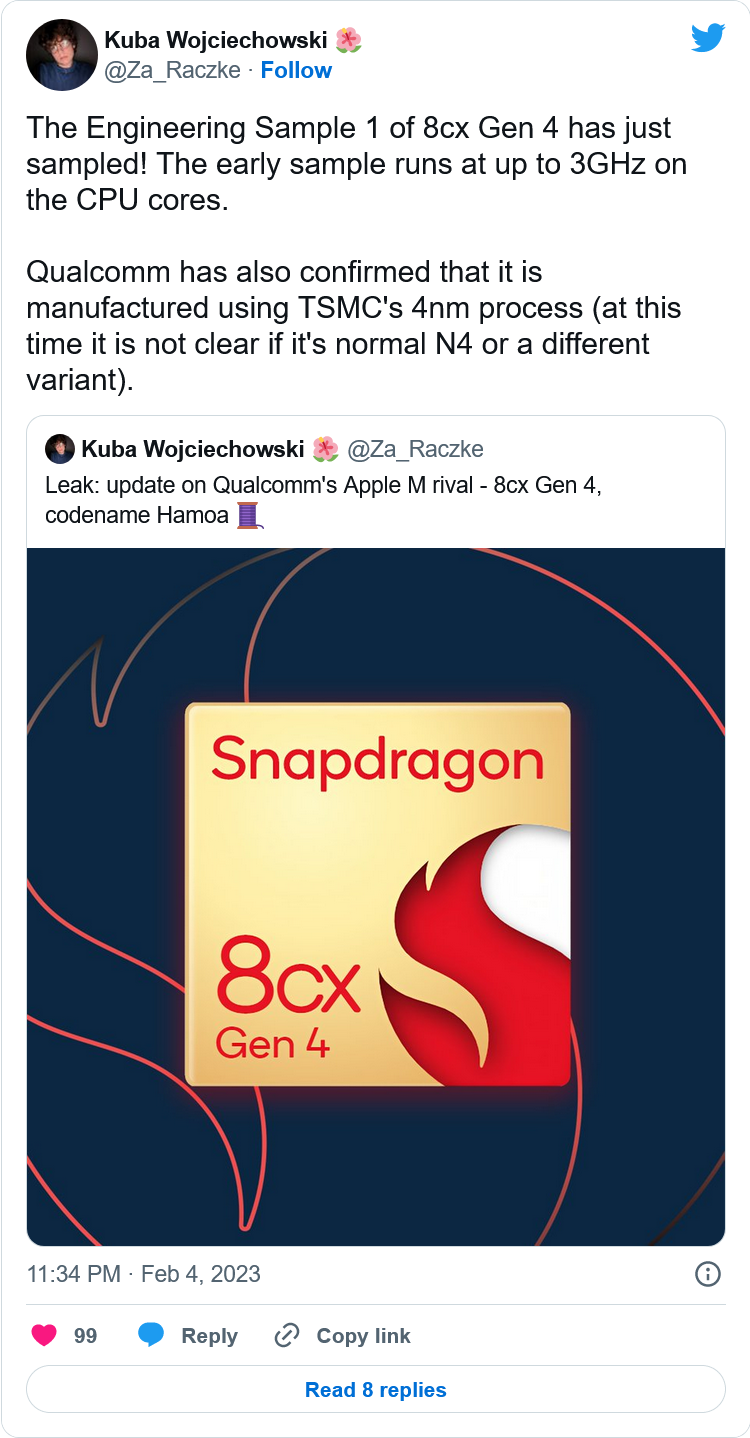 Kuba Wojciechowski 🌺
@Za_Raczke · Follow
The Engineering Sample 1 of 8cx Gen 4 has just
sampled! The early sample runs at up to 3GHz on
the CPU cores.
Qualcomm has also confirmed that it is
manufactured using TSMC's 4nm process (at this
time it is not clear if it's normal N4 or a different
variant).
Kuba Wojciechowski 🌺 @Za_Raczke
Leak: update on Qualcomm's Apple M rival - 8cx Gen 4,
codename Hamoa 🧵
Snapdragon
8cx
Gen 4
11:34 PM · Feb 4, 2023
99 Reply Copy link
Read 8 replies